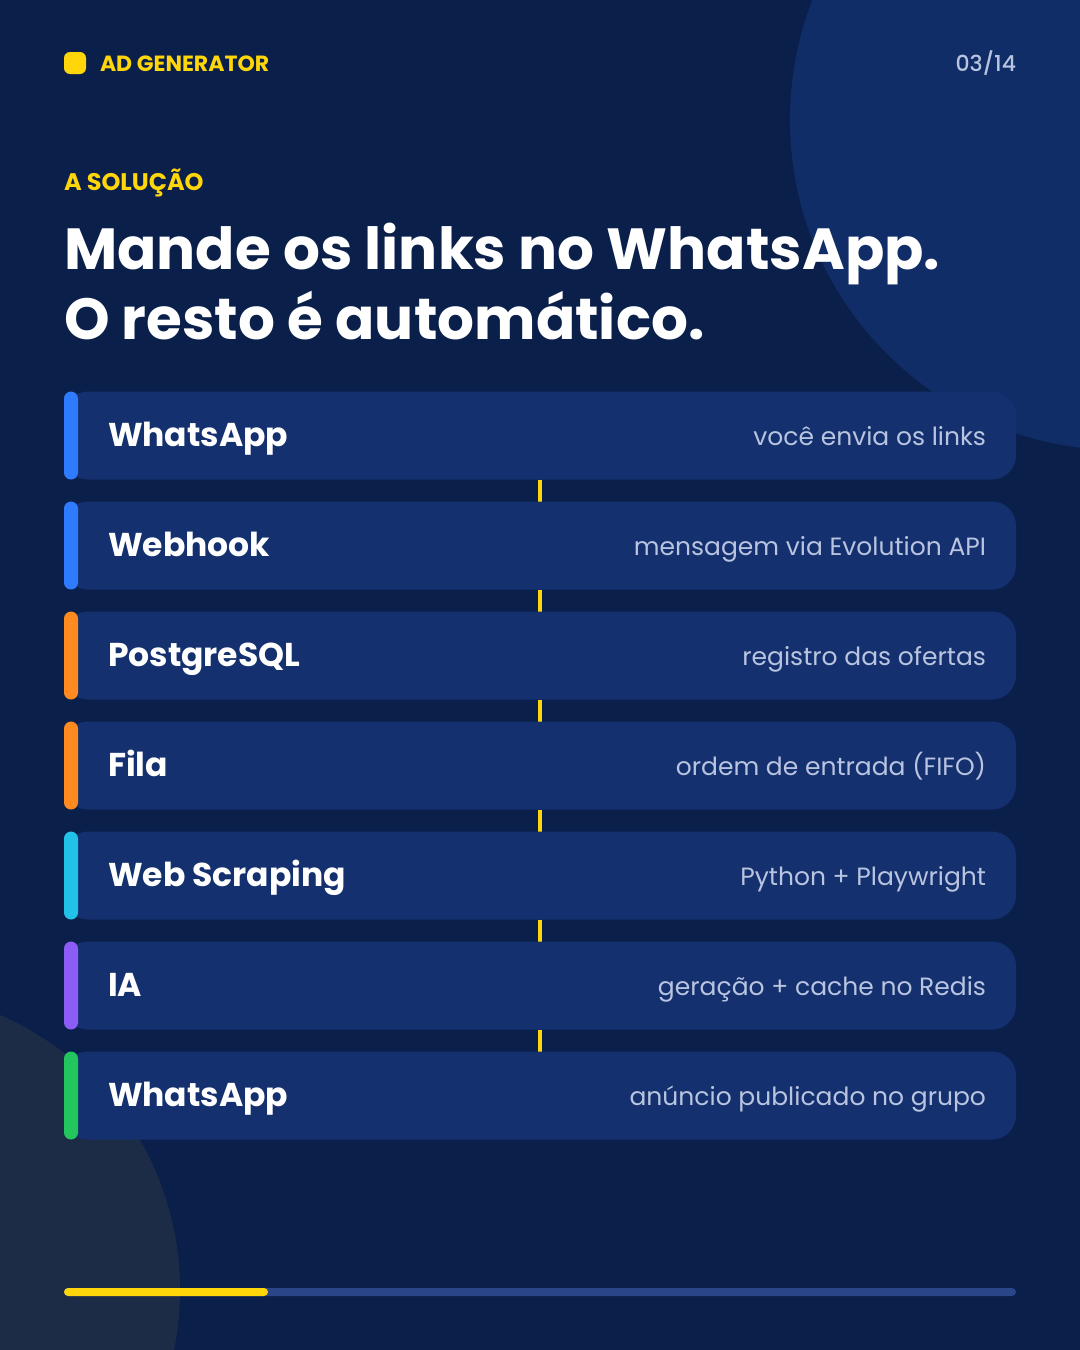 AD GENERATOR
03/14
A SOLUÇÃO
Mande os links no WhatsApp.
O resto é automático.
WhatsApp
você envia os links
Webhook
mensagem via Evolution API
PostgreSQL
registro das ofertas
Fila
ordem de entrada (FIFO)
Web Scraping
Python + Playwright
IA
geração + cache no Redis
WhatsApp
anúncio publicado no grupo